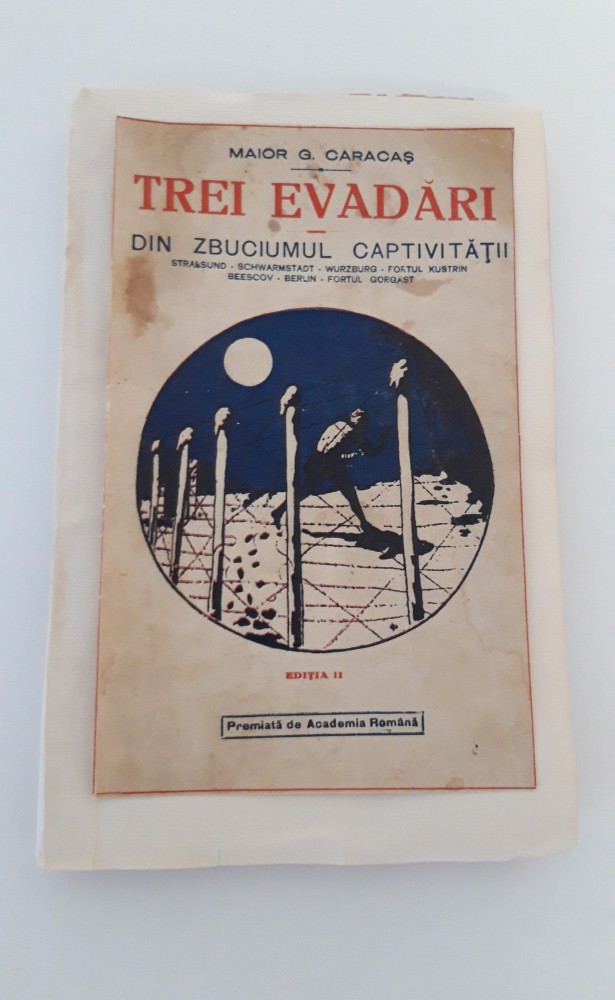 MAIOR G. CARACAŞ
TREI EVADĂRI
DIN ZBUCIUMUL CAPTIVITĂŢII
STRALSUND - SCHWARMSTADT - WURZBURG - FORTUL KUSTRIN
BEESCOV - BERLIN - FORTUL GORGAST
EDIŢIA II
Premiată de Academia Română